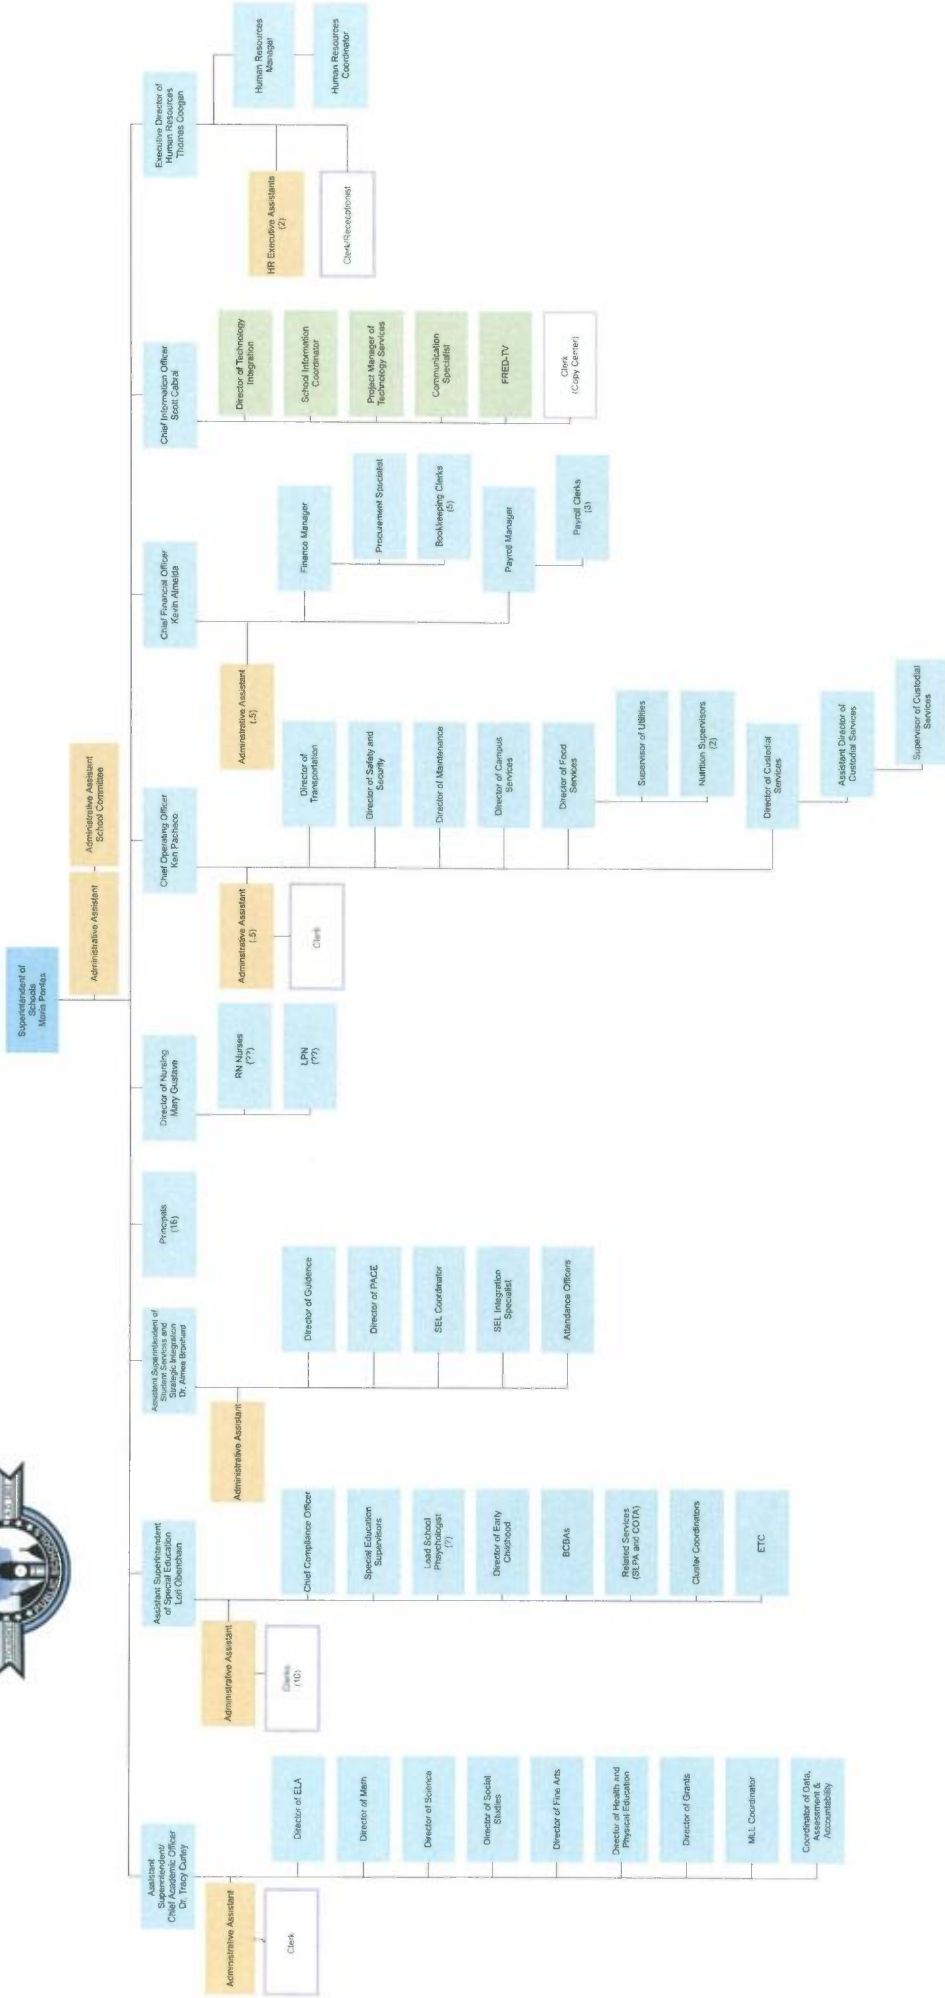 Superintendent of
Schools
Maria Pontes
Administrative Assistant
Administrative Assistant
School Committee
Assistant
Superintendent/
Chief Academic Officer
Dr. Tracy Curley
Administrative Assistant
Clerk
Director of ELA
Director of Math
Director of Science
Director of Social
Studies
Director of Fine Arts
Director of Health and
Physical Education
Director of Grants
MLL Coordinator
Coordinator of Data,
Assessment &
Accountability
Assistant Superintendent
of Special Education
Lori Obenchain
Administrative Assistant
Clerks
(10)
Chief Compliance Officer
Special Education
Supervisors
Lead School
Phsychologist
(?)
Director of Early
Childhood
BCBAs
Related Services
(SLPA and COTA)
Cluster Coordinators
ETC
Assistant Superintendent of
Student Services and
Strategic Integration
Dr. Aimee Bronhard
Administrative Assistant
Director of Guidence
Director of PACE
SEL Coordinator
SEL Integration
Specialist
Attendance Officers
Principals
(16)
Director of Nursing
Mary Gustave
RN Nurses
(??)
LPN
(??)
Chief Operating Officer
Ken Pacheco
Administrative Assistant
(.5)
Clerk
Director of
Transportation
Director of Safety and
Security
Director of Maintenance
Director of Campus
Services
Director of Food
Services
Supervisor of Utilities
Nutrition Supervisors
(2)
Director of Custodial
Services
Assistant Director of
Custodial Services
Supervisor of Custodial
Services
Chief Financial Officer
Kevin Almeida
Administrative Assistant
(.5)
Finance Manager
Procurement Specialist
Bookkeeping Clerks
(5)
Payroll Manager
Payroll Clerks
(3)
Chief Information Officer
Scott Cabral
Director of Technology
Integration
School Information
Coordinator
Project Manager of
Technology Services
Communication
Specialist
FRED-TV
Clerk
(Copy Center)
Executive Director of
Human Resources
Thomas Coogan
HR Executive Assistants
(2)
Clerk/Receptionist
Human Resources
Manager
Human Resources
Coordinator